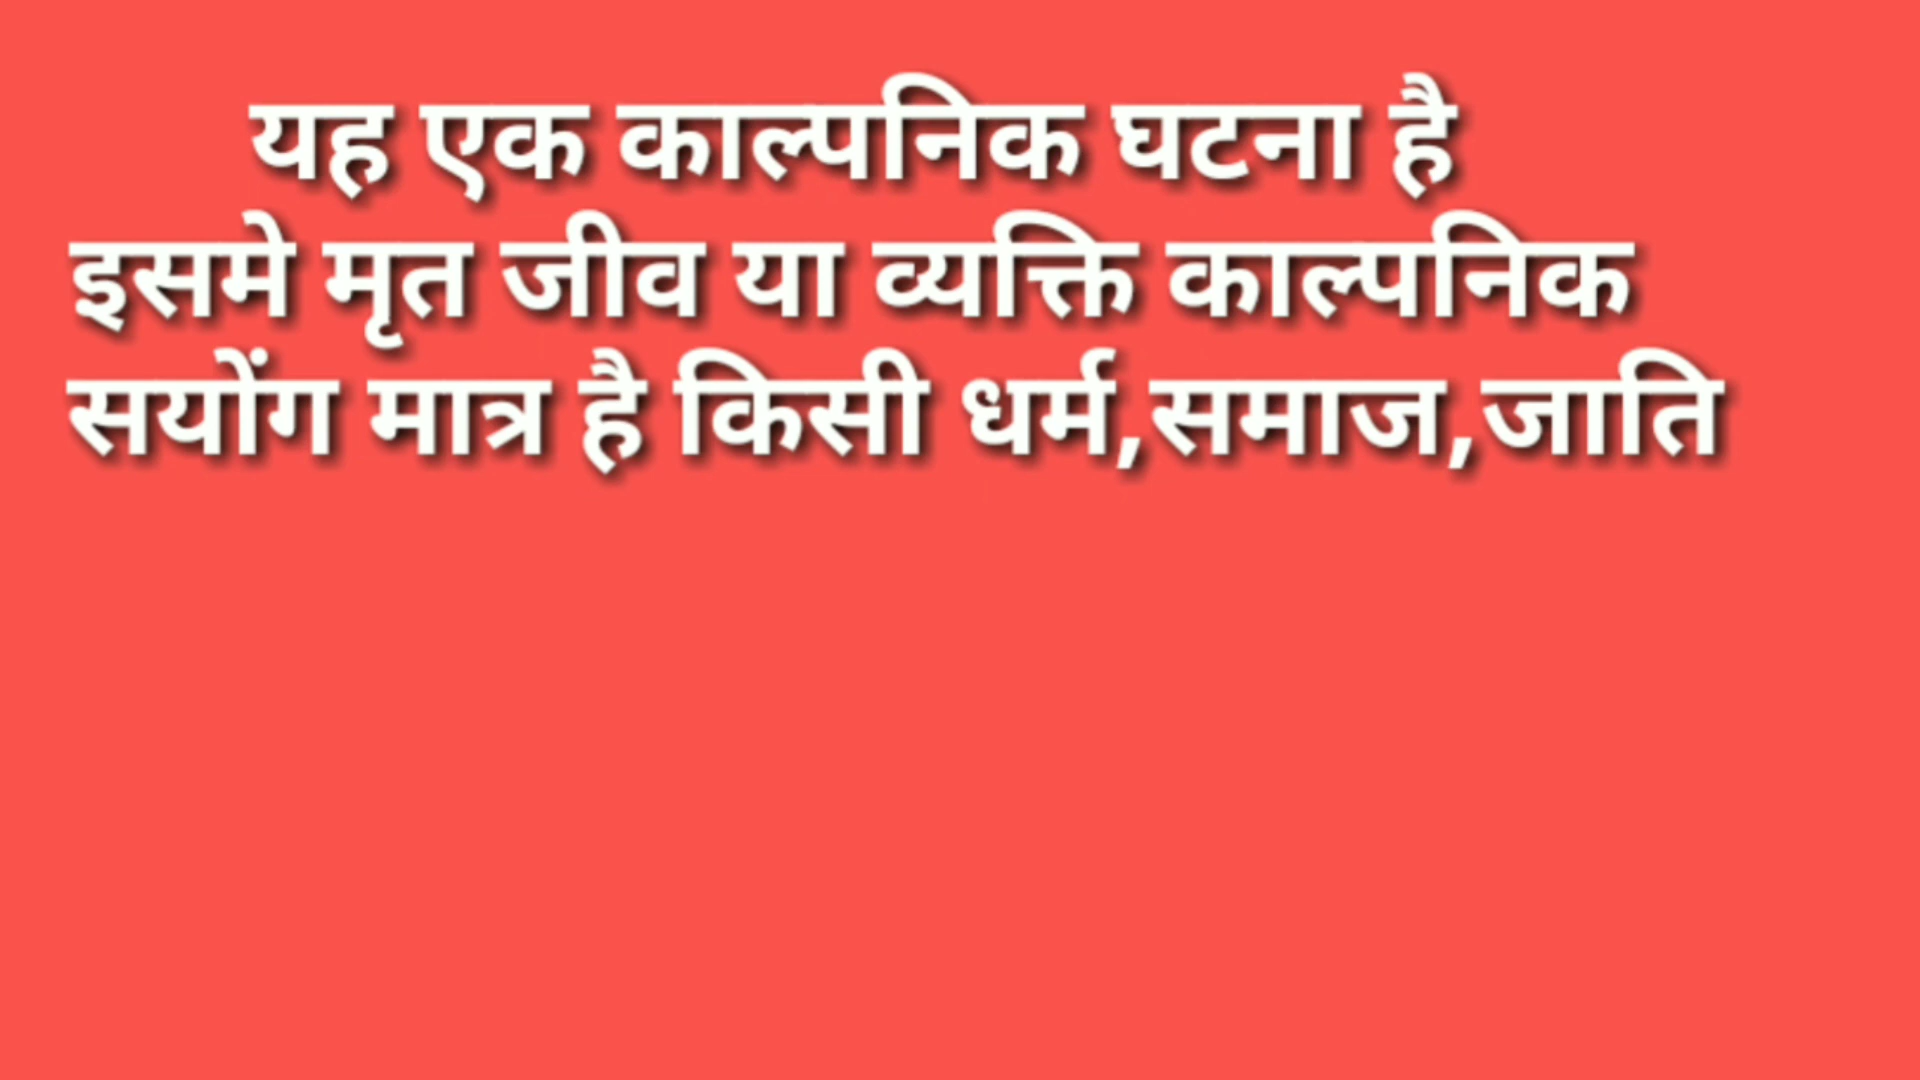 यह एक काल्पनिक घटना है
इसमे मृत जीव या व्यक्ति काल्पनिक
सयोंग मात्र है किसी धर्म,समाज,जाति